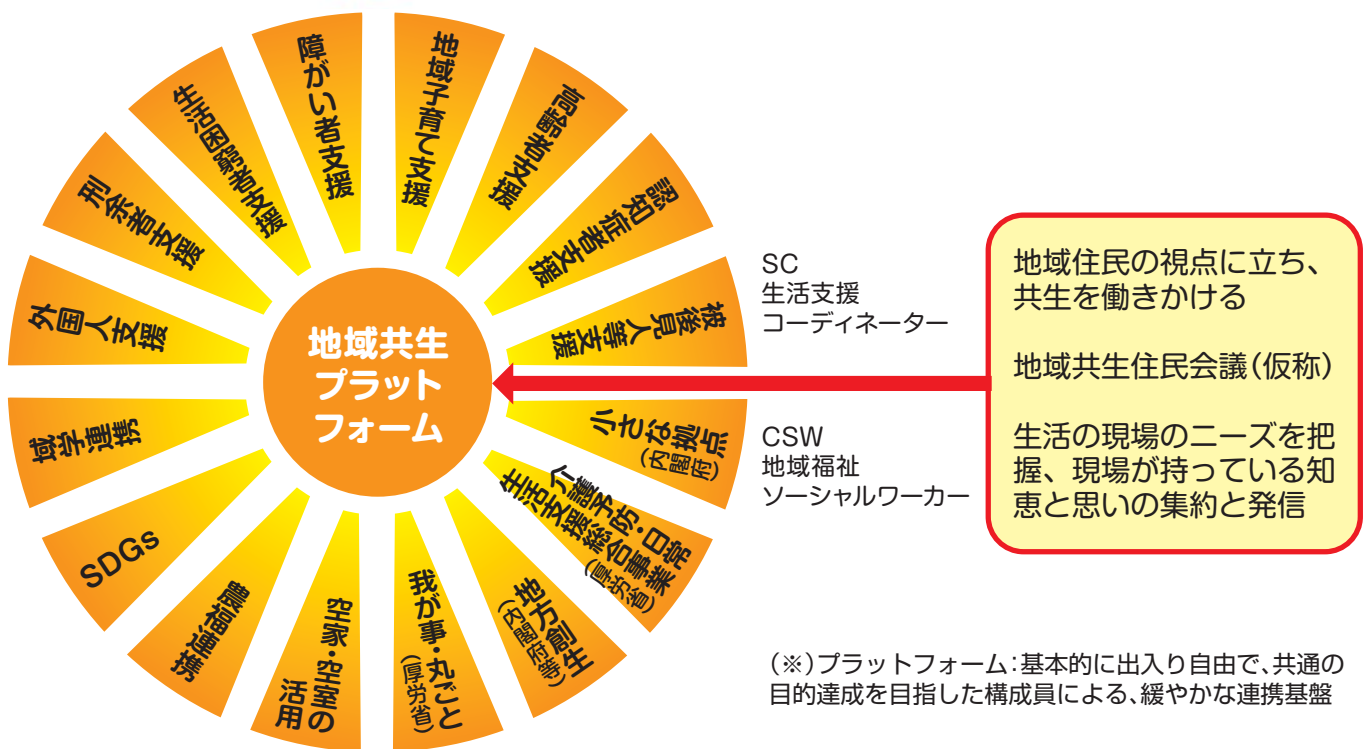 障がい者支援
地域子育て支援
高齢者支援
認知症者支援
被後見人等支援
小さな拠点
(内閣府)
介護予防・日常
生活支援総合事業
(厚労省)
地方創生
(内閣府等)
我が事・丸ごと
(厚労省)
空家・空室の
活用
農福連携
SDGs
域学連携
外国人支援
刑余者支援
生活困窮者支援
地域共生
プラット
フォーム
SC
生活支援
コーディネーター
CSW
地域福祉
ソーシャルワーカー
地域住民の視点に立ち、
共生を働きかける
地域共生住民会議(仮称)
生活の現場のニーズを把
握、現場が持っている知
恵と思いの集約と発信
(※)プラットフォーム:基本的に出入り自由で、共通の
目的達成を目指した構成員による、緩やかな連携基盤